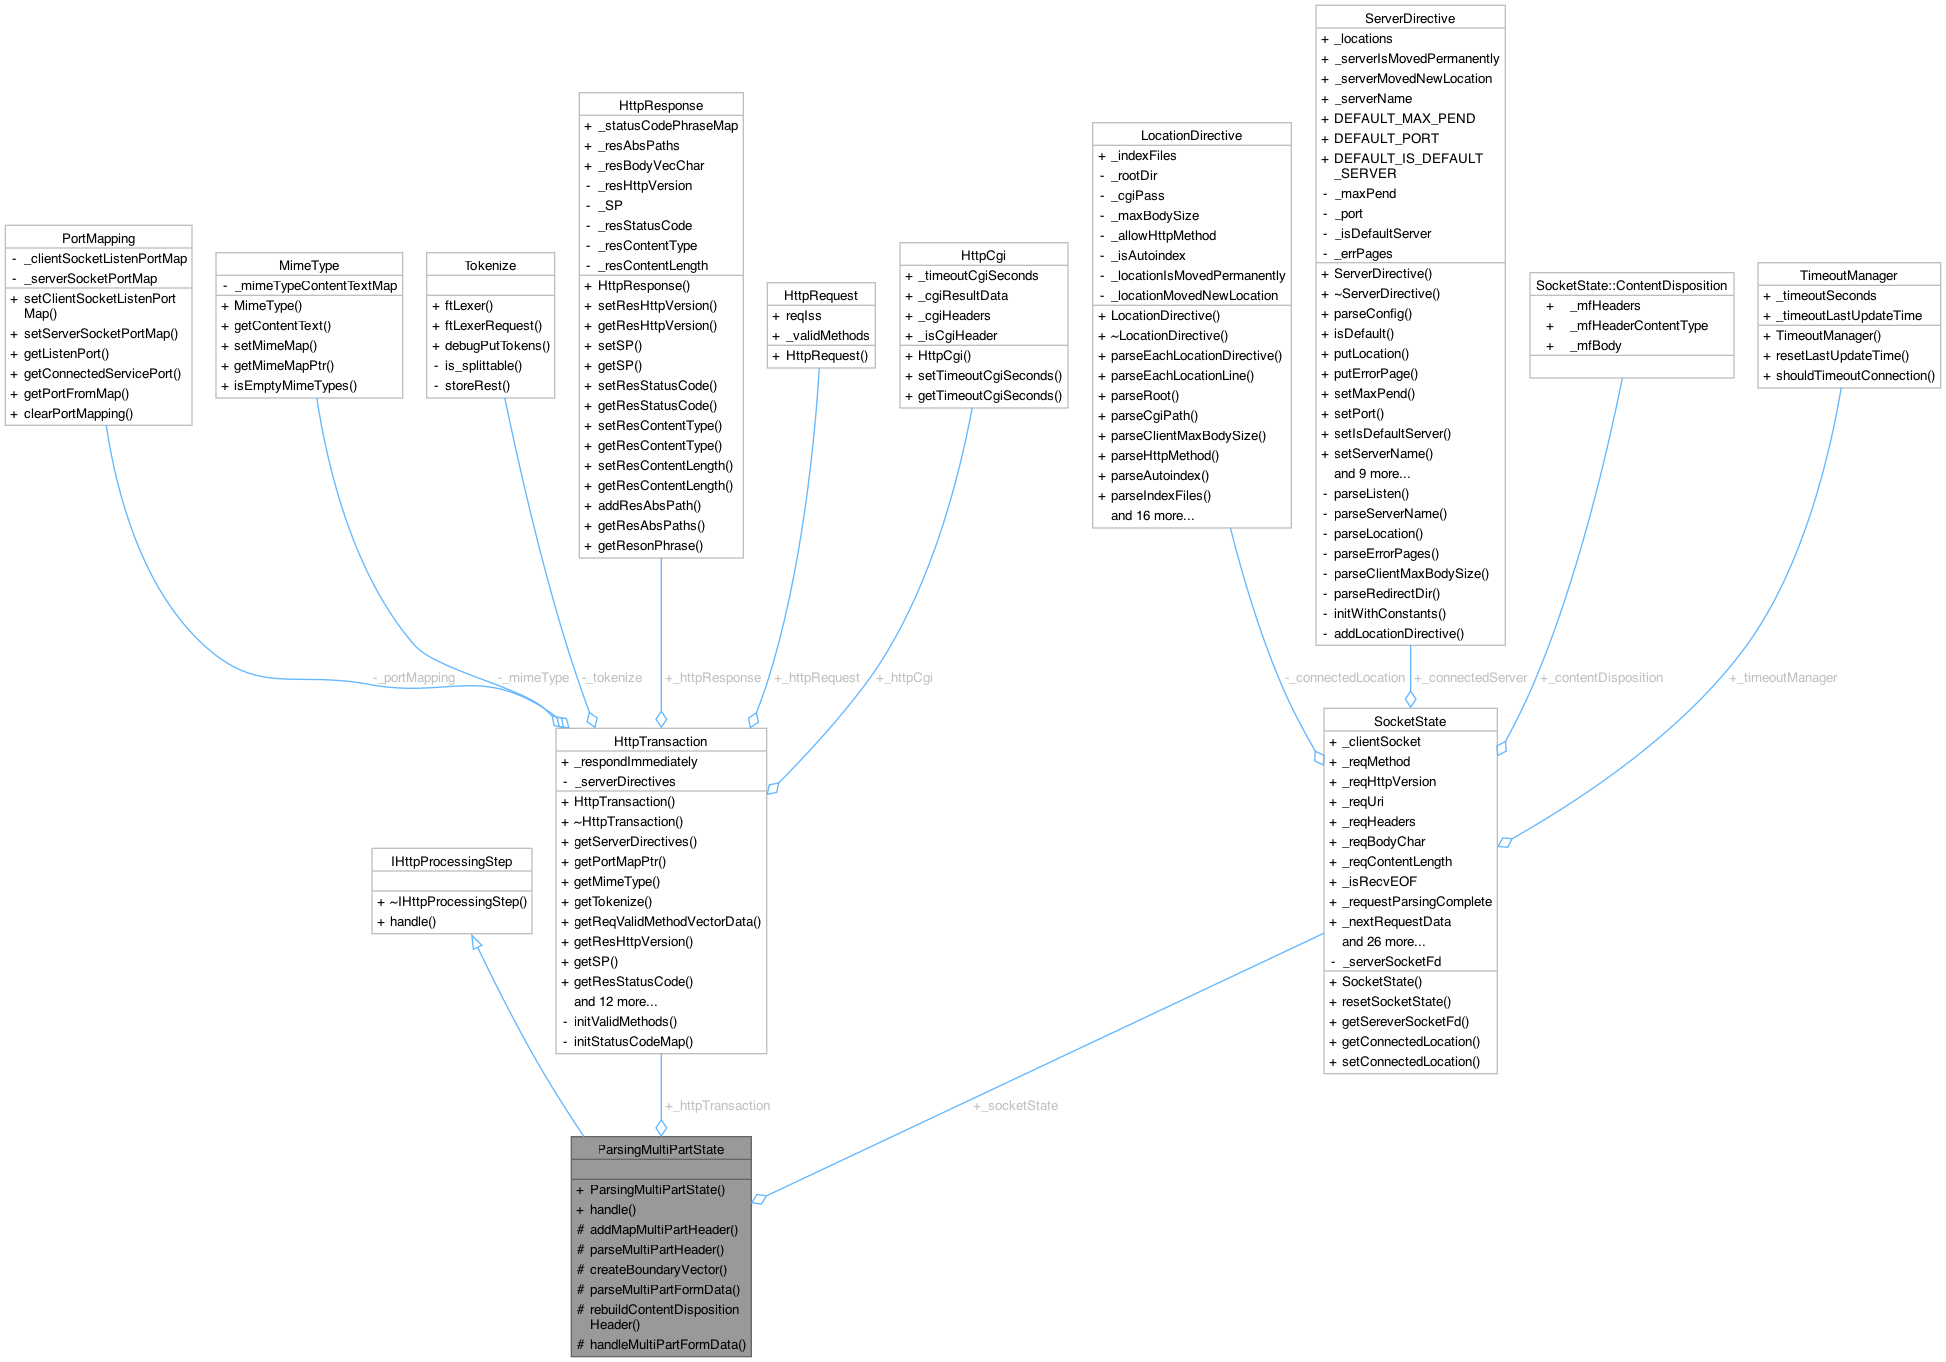 ServerDirective
+ _locations
+ _serverIsMovedPermanently
+ _serverMovedNewLocation
+ _serverName
+ DEFAULT_MAX_PEND
+ DEFAULT_PORT
+ DEFAULT_IS_DEFAULT
_SERVER
- _maxPend
- _port
- _isDefaultServer
- _errPages
+ ServerDirective()
+ ~ServerDirective()
+ parseConfig()
+ isDefault()
+ putLocation()
+ putErrorPage()
+ setMaxPend()
+ setPort()
+ setIsDefaultServer()
+ setServerName()
and 9 more...
- parseListen()
- parseServerName()
- parseLocation()
- parseErrorPages()
- parseClientMaxBodySize()
- parseRedirectDir()
- initWithConstants()
- addLocationDirective()
HttpResponse
+ _statusCodePhraseMap
+ _resAbsPaths
+ _resBodyVecChar
- _resHttpVersion
- _SP
- _resStatusCode
- _resContentType
- _resContentLength
+ HttpResponse()
+ setResHttpVersion()
+ getResHttpVersion()
+ setSP()
+ getSP()
+ setResStatusCode()
+ getResStatusCode()
+ setResContentType()
+ getResContentType()
+ setResContentLength()
+ getResContentLength()
+ addResAbsPath()
+ getResAbsPaths()
+ getResonPhrase()
LocationDirective
+ _indexFiles
- _rootDir
- _cgiPass
- _maxBodySize
- _allowHttpMethod
- _isAutoindex
- _locationIsMovedPermanently
- _locationMovedNewLocation
+ LocationDirective()
+ ~LocationDirective()
+ parseEachLocationDirective()
+ parseEachLocationLine()
+ parseRoot()
+ parseCgiPath()
+ parseClientMaxBodySize()
+ parseHttpMethod()
+ parseAutoindex()
+ parseIndexFiles()
and 16 more...
PortMapping
- _clientSocketListenPortMap
- _serverSocketPortMap
+ setClientSocketListenPort
Map()
+ setServerSocketPortMap()
+ getListenPort()
+ getConnectedServicePort()
+ getPortFromMap()
+ clearPortMapping()
MimeType
- _mimeTypeContentTextMap
+ MimeType()
+ getContentText()
+ setMimeMap()
+ getMimeMapPtr()
+ isEmptyMimeTypes()
Tokenize
+ ftLexer()
+ ftLexerRequest()
+ debugPutTokens()
- is_splittable()
- storeRest()
HttpRequest
+ reqIss
+ _validMethods
+ HttpRequest()
HttpCgi
+ _timeoutCgiSeconds
+ _cgiResultData
+ _cgiHeaders
+ _isCgiHeader
+ HttpCgi()
+ setTimeoutCgiSeconds()
+ getTimeoutCgiSeconds()
SocketState::ContentDisposition
+ _mfHeaders
+ _mfHeaderContentType
+ _mfBody
TimeoutManager
+ _timeoutSeconds
+ _timeoutLastUpdateTime
+ TimeoutManager()
+ resetLastUpdateTime()
+ shouldTimeoutConnection()
-_portMapping
-_mimeType
-_tokenize
+_httpResponse
+_httpRequest
+_httpCgi
-_connectedLocation
+_connectedServer
+_contentDisposition
+_timeoutManager
HttpTransaction
+ _respondImmediately
- _serverDirectives
+ HttpTransaction()
+ ~HttpTransaction()
+ getServerDirectives()
+ getPortMapPtr()
+ getMimeType()
+ getTokenize()
+ getReqValidMethodVectorData()
+ getResHttpVersion()
+ getSP()
+ getResStatusCode()
and 12 more...
- initValidMethods()
- initStatusCodeMap()
SocketState
+ _clientSocket
+ _reqMethod
+ _reqHttpVersion
+ _reqUri
+ _reqHeaders
+ _reqBodyChar
+ _reqContentLength
+ _isRecvEOF
+ _requestParsingComplete
+ _nextRequestData
and 26 more...
- _serverSocketFd
+ SocketState()
+ resetSocketState()
+ getSereverSocketFd()
+ getConnectedLocation()
+ setConnectedLocation()
IHttpProcessingStep
+ ~IHttpProcessingStep()
+ handle()
+_httpTransaction
+_socketState
ParsingMultiPartState
+ ParsingMultiPartState()
+ handle()
# addMapMultiPartHeader()
# parseMultiPartHeader()
# createBoundaryVector()
# parseMultiPartFormData()
# rebuildContentDisposition
Header()
# handleMultiPartFormData()